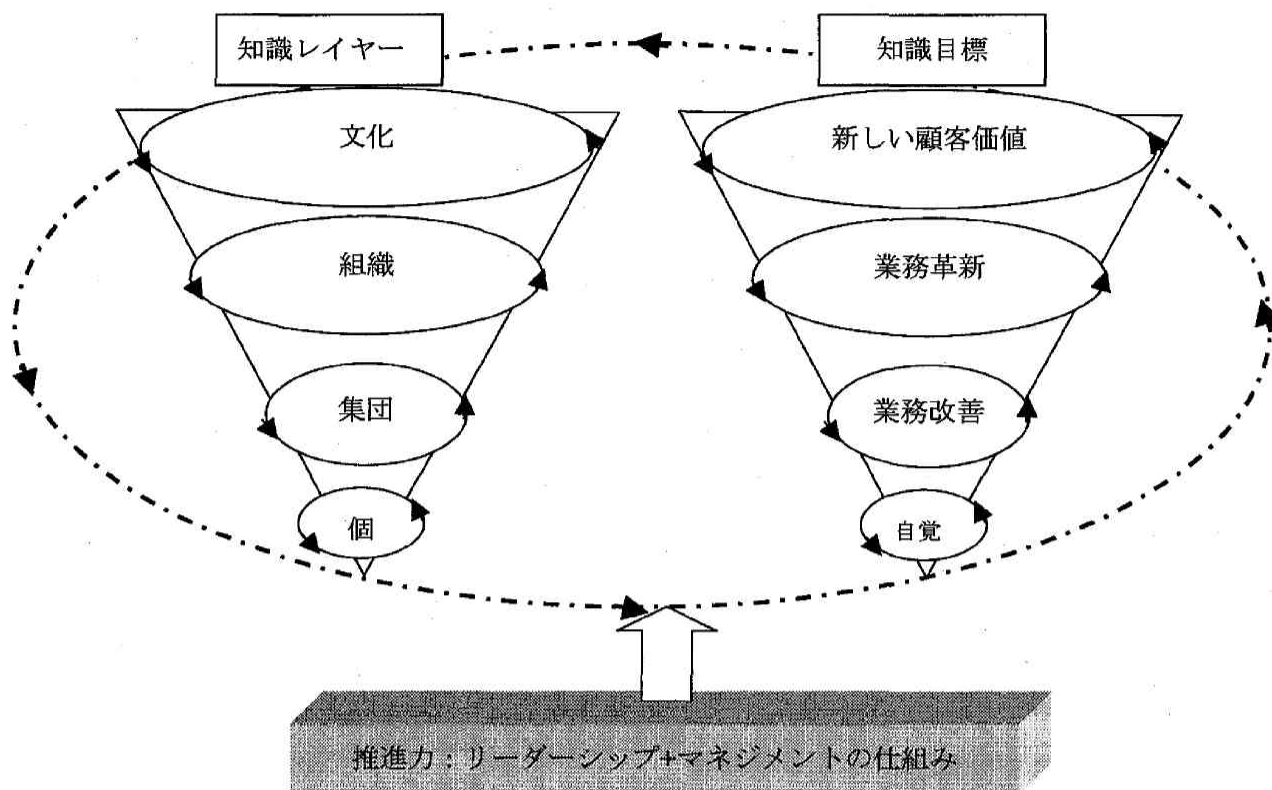 知識レイヤー
知識目標
文化
新しい顧客価値
組織
業務革新
集団
業務改善
個
自覚
推進力：リーダーシップ+マネジメントの仕組み